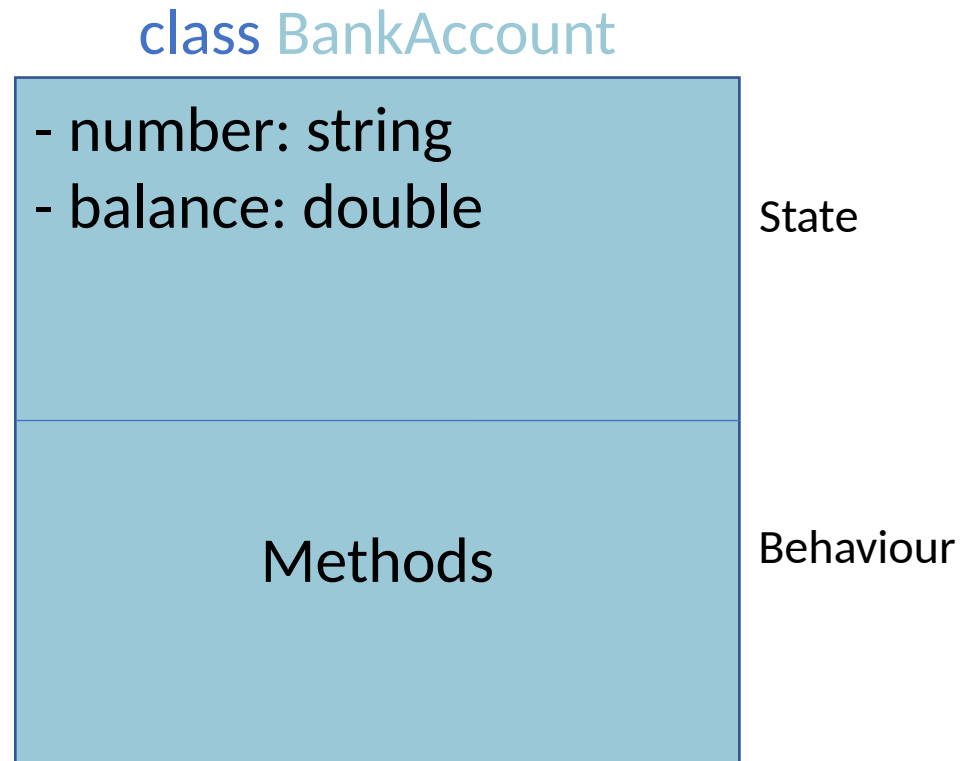 class BankAccount
- number: string
- balance: double
State
Methods
Behaviour